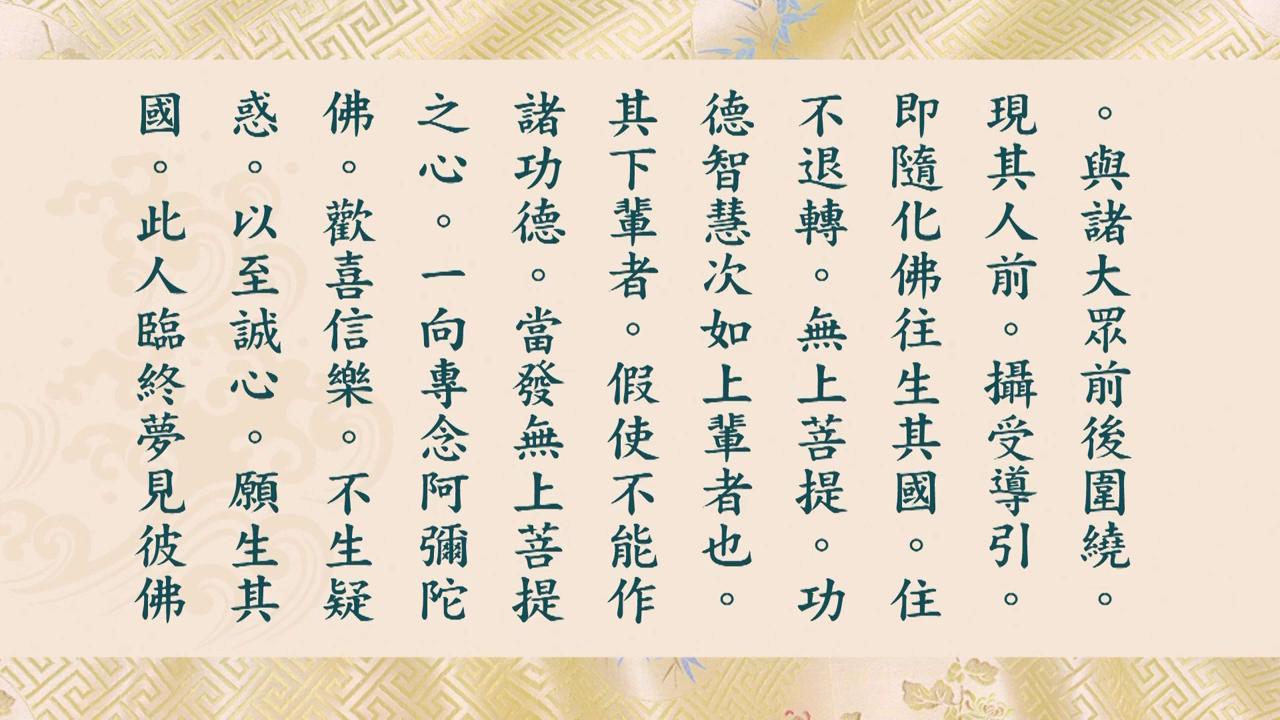 。與諸大眾前後圍繞。
現其人前。攝受導引。
即隨化佛往生其國。住
不退轉。無上菩提。功
德智慧次如上輩者也。
其下輩者。假使不能作
諸功德。當發無上菩提
之心。一向專念阿彌陀
佛。歡喜信樂。不生疑
惑。以至誠心。願生其
國。此人臨終夢見彼佛